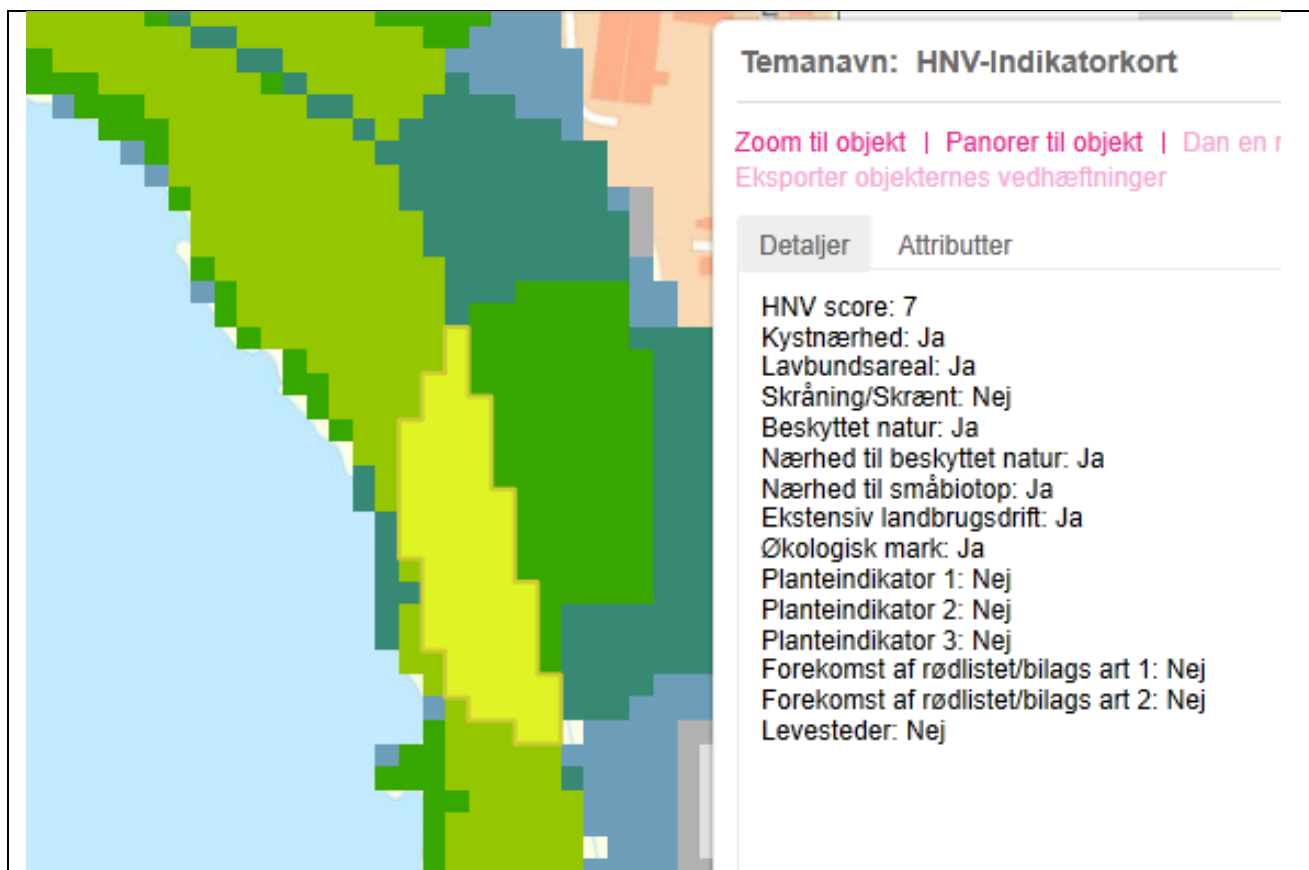 Temanavn: HNV-Indikatorkort
Zoom til objekt | Panorer til objekt | Dan en
Eksporter objekternes vedhæftninger
Detaljer Attributter
HNV score: 7
Kystnærhed: Ja
Lavbundsareal: Ja
Skråning/Skrænt: Nej
Beskyttet natur: Ja
Nærhed til beskyttet natur: Ja
Nærhed til småbiotop: Ja
Ekstensiv landbrugsdrift: Ja
Økologisk mark: Ja
Planteindikator 1: Nej
Planteindikator 2: Nej
Planteindikator 3: Nej
Forekomst af rødlistet/bilags art 1: Nej
Forekomst af rødlistet/bilags art 2: Nej
Levesteder: Nej